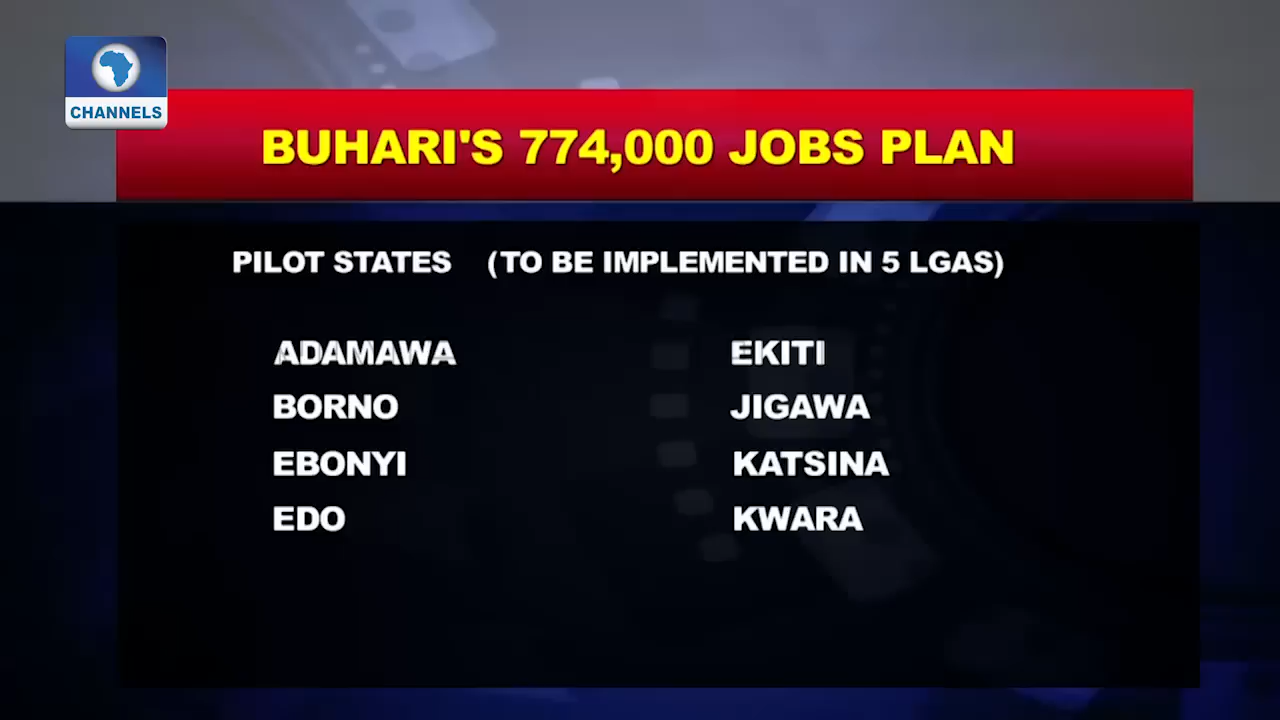 CHANNELS
BUHARI'S 774,000 JOBS PLAN
PILOT STATES (TO BE IMPLEMENTED IN 5 LGAS)
ADAMAWA
BORNO
EBONYI
EDO
EKITI
JIGAWA
KATSINA
KWARA